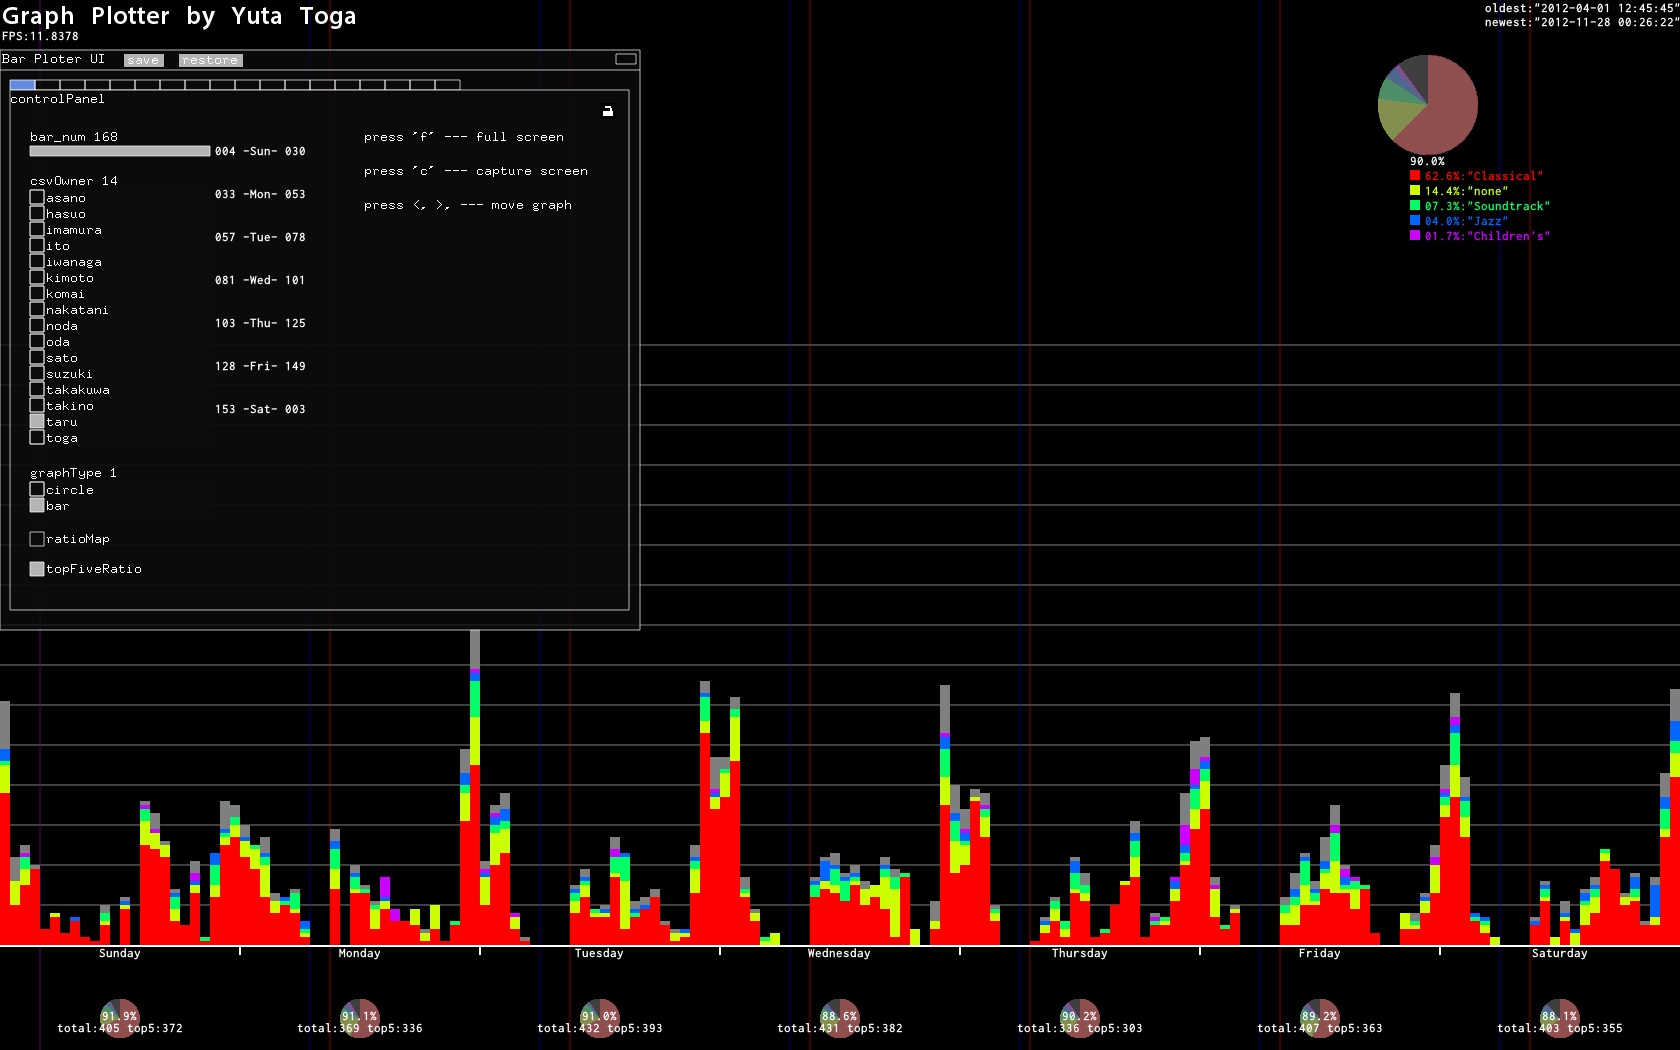 Graph Plotter by Yuta Toga
FPS:11.8378
oldest:"2012-04-01 12:45:45"
newest:"2012-11-28 00:26:22"
Bar Ploter UI save restore
controlPanel
bar_num 168
004 -Sun- 030
033 -Mon- 053
057 -Tue- 078
081 -Wed- 101
103 -Thu- 125
128 -Fri- 149
153 -Sat- 003
press 'f' --- full screen
press 'c' --- capture screen
press <, >, --- move graph
csvOwner 14
asano
hasuo
imamura
ito
iwanaga
kimoto
komai
nakatani
noda
oda
sato
suzuki
takakuwa
takino
taru
toga
graphType 1
circle
bar
ratioMap
topFiveRatio
90.0%
62.6%:"Classical"
14.4%:"none"
07.3%:"Soundtrack"
04.0%:"Jazz"
01.7%:"Children's"
Sunday Monday Tuesday Wednesday Thursday Friday Saturday
91.9% 91.1% 91.0% 88.6% 90.2% 89.2% 88.1%
total:405 top5:372 total:369 top5:336 total:432 top5:393 total:431 top5:382 total:336 top5:303 total:407 top5:363 total:403 top5:355